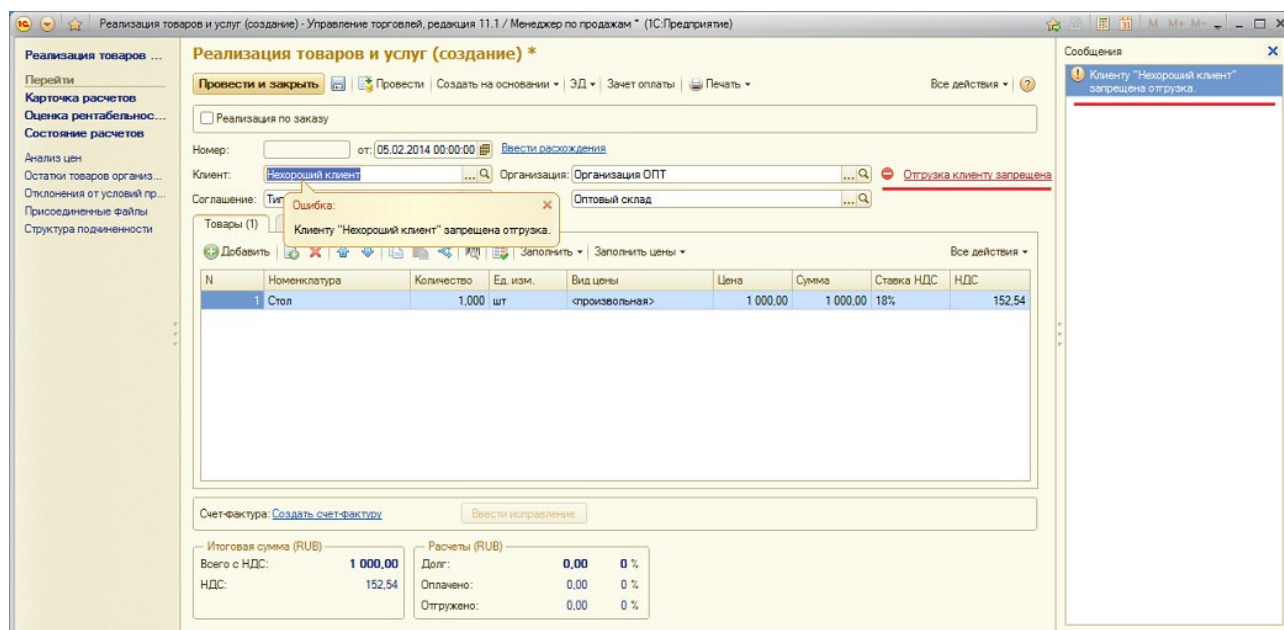 Реализация товаров и услуг (создание) - Управление торговлей, редакция 11.1 / Менеджер по продажам * (1С:Предприятие)
M M+ M-
Реализация товаров ...
Перейти
Карточка расчетов
Оценка рентабельнос...
Состояние расчетов
Анализ цен
Остатки товаров организ...
Отклонения от условий пр...
Присоединенные файлы
Структура подчиненности
Реализация товаров и услуг (создание) *
Провести и закрыть Провести Создать на основании ЭД Зачет оплаты Печать Все действия
Реализация по заказу
Номер: от: 05.02.2014 00:00:00 Ввести расхождения
Клиент: Нехороший клиент ... Организация: Организация ОПТ ... Отгрузка клиенту запрещена
Соглашение: Тип Оптовый склад ...
Ошибка:
Клиенту "Нехороший клиент" запрещена отгрузка.
Товары (1)
Добавить Заполнить Заполнить цены Все действия
N Номенклатура Количество Ед. изм. Вид цены Цена Сумма Ставка НДС НДС
1 Стол 1,000 шт <произвольная> 1 000,00 1 000,00 18% 152,54
Счет-фактура: Создать счет-фактуру Ввести исправление
Итоговая сумма (RUB)
Всего с НДС: 1 000,00
НДС: 152,54
Расчеты (RUB)
Долг: 0,00 0 %
Оплачено: 0,00 0 %
Отгружено: 0,00 0 %
Сообщения
Клиенту "Нехороший клиент"
запрещена отгрузка.